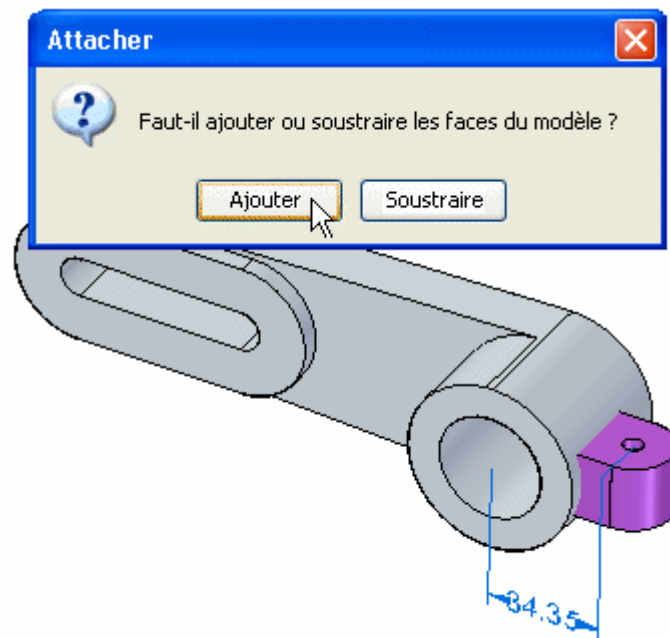 Attacher
Faut-il ajouter ou soustraire les faces du modèle ?
Ajouter
Soustraire
34.35